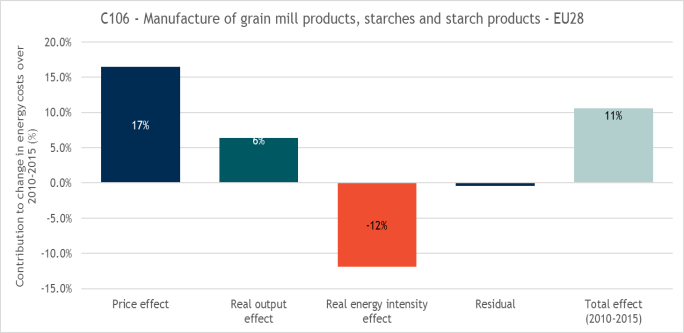 C106 - Manufacture of grain mill products, starches and starch products - EU28
Contribution to change in energy costs over
2010-2015 (%)
20.0%
15.0%
10.0%
5.0%
0.0%
-5.0%
-10.0%
-15.0%
17%
6%
-12%
11%
Price effect
Real output
effect
Real energy intensity
effect
Residual
Total effect
(2010-2015)